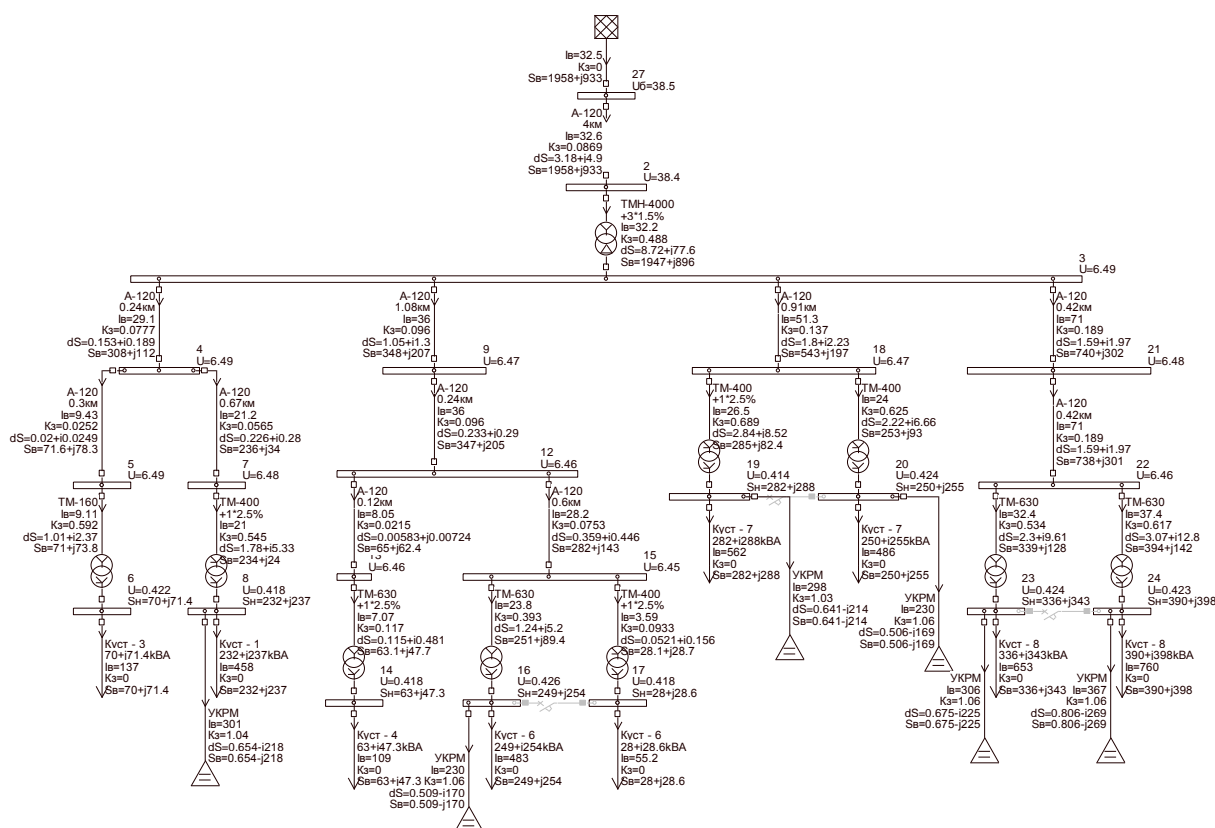 Iв=32.5
Kз=0
Sв=1958+j933
27
Uб=38.5
А-120
4км
Iв=32.6
Kз=0.0869
dS=3.18+i4.9
Sв=1958+j933
2
U=38.4
ТМН-4000
+3*1.5%
Iв=32.2
Kз=0.488
dS=8.72+i77.6
Sв=1947+j896
3
U=6.49
А-120
0.24км
Iв=29.1
Kз=0.0777
dS=0.153+i0.189
Sв=308+j112
4
U=6.49
А-120
0.3км
Iв=9.43
Kз=0.0252
dS=0.02+i0.0249
Sв=71.6+j78.3
А-120
0.67км
Iв=21.2
Kз=0.0565
dS=0.226+i0.28
Sв=236+j34
5
U=6.49
7
U=6.48
ТМ-160
Iв=9.11
Kз=0.592
dS=1.01+i2.37
Sв=71+j73.8
ТМ-400
+1*2.5%
Iв=21
Kз=0.545
dS=1.78+i5.33
Sв=234+j24
6
U=0.422
Sн=70+j71.4
8
U=0.418
Sн=232+j237
Куст - 3
70+i71.4кВА
Iв=137
Kз=0
Sв=70+j71.4
Куст - 1
232+i237кВА
Iв=458
Kз=0
Sв=232+j237
УКРМ
Iв=301
Kз=1.04
dS=0.654-i218
Sв=0.654-j218
А-120
1.08км
Iв=36
Kз=0.096
dS=1.05+i1.3
Sв=348+j207
9
U=6.47
А-120
0.24км
Iв=36
Kз=0.096
dS=0.233+i0.29
Sв=347+j205
12
U=6.46
А-120
0.12км
Iв=8.05
Kз=0.0215
dS=0.00583+i0.00724
Sв=65+j62.4
А-120
0.6км
Iв=28.2
Kз=0.0753
dS=0.359+i0.446
Sв=282+j143
U=6.46
15
U=6.45
ТМ-630
+1*2.5%
Iв=7.07
Kз=0.117
dS=0.115+i0.481
Sв=63.1+j47.7
ТМ-630
Iв=23.8
Kз=0.393
dS=1.24+i5.2
Sв=251+j89.4
ТМ-400
+1*2.5%
Iв=3.59
Kз=0.0933
dS=0.0521+i0.156
Sв=28.1+j28.7
14
U=0.418
Sн=63+j47.3
16
U=0.426
Sн=249+j254
17
U=0.418
Sн=28+j28.6
Куст - 4
63+i47.3кВА
Iв=109
Kз=0
Sв=63+j47.3
УКРМ
Iв=230
Kз=1.06
dS=0.509-i170
Sв=0.509-j170
Куст - 6
249+i254кВА
Iв=483
Kз=0
Sв=249+j254
Куст - 6
28+i28.6кВА
Iв=55.2
Kз=0
Sв=28+j28.6
А-120
0.91км
Iв=51.3
Kз=0.137
dS=1.8+i2.23
Sв=543+j197
18
U=6.47
ТМ-400
+1*2.5%
Iв=26.5
Kз=0.689
dS=2.84+i8.52
Sв=285+j82.4
ТМ-400
Iв=24
Kз=0.625
dS=2.22+i6.66
Sв=253+j93
19
U=0.414
Sн=282+j288
20
U=0.424
Sн=250+j255
Куст - 7
282+i288кВА
Iв=562
Kз=0
Sв=282+j288
УКРМ
Iв=298
Kз=1.03
dS=0.641-i214
Sв=0.641-j214
Куст - 7
250+i255кВА
Iв=486
Kз=0
Sв=250+j255
УКРМ
Iв=230
Kз=1.06
dS=0.506-i169
Sв=0.506-j169
А-120
0.42км
Iв=71
Kз=0.189
dS=1.59+i1.97
Sв=740+j302
21
U=6.48
А-120
0.42км
Iв=71
Kз=0.189
dS=1.59+i1.97
Sв=738+j301
22
U=6.46
ТМ-630
Iв=32.4
Kз=0.534
dS=2.3+i9.61
Sв=339+j128
ТМ-630
Iв=37.4
Kз=0.617
dS=3.07+i12.8
Sв=394+j142
23
U=0.424
Sн=336+j343
24
U=0.423
Sн=390+j398
Куст - 8
336+i343кВА
Iв=653
Kз=0
Sв=336+j343
Куст - 8
390+i398кВА
Iв=760
Kз=0
Sв=390+j398
УКРМ
Iв=306
Kз=1.06
dS=0.675-i225
Sв=0.675-j225
УКРМ
Iв=367
Kз=1.06
dS=0.806-i269
Sв=0.806-j269